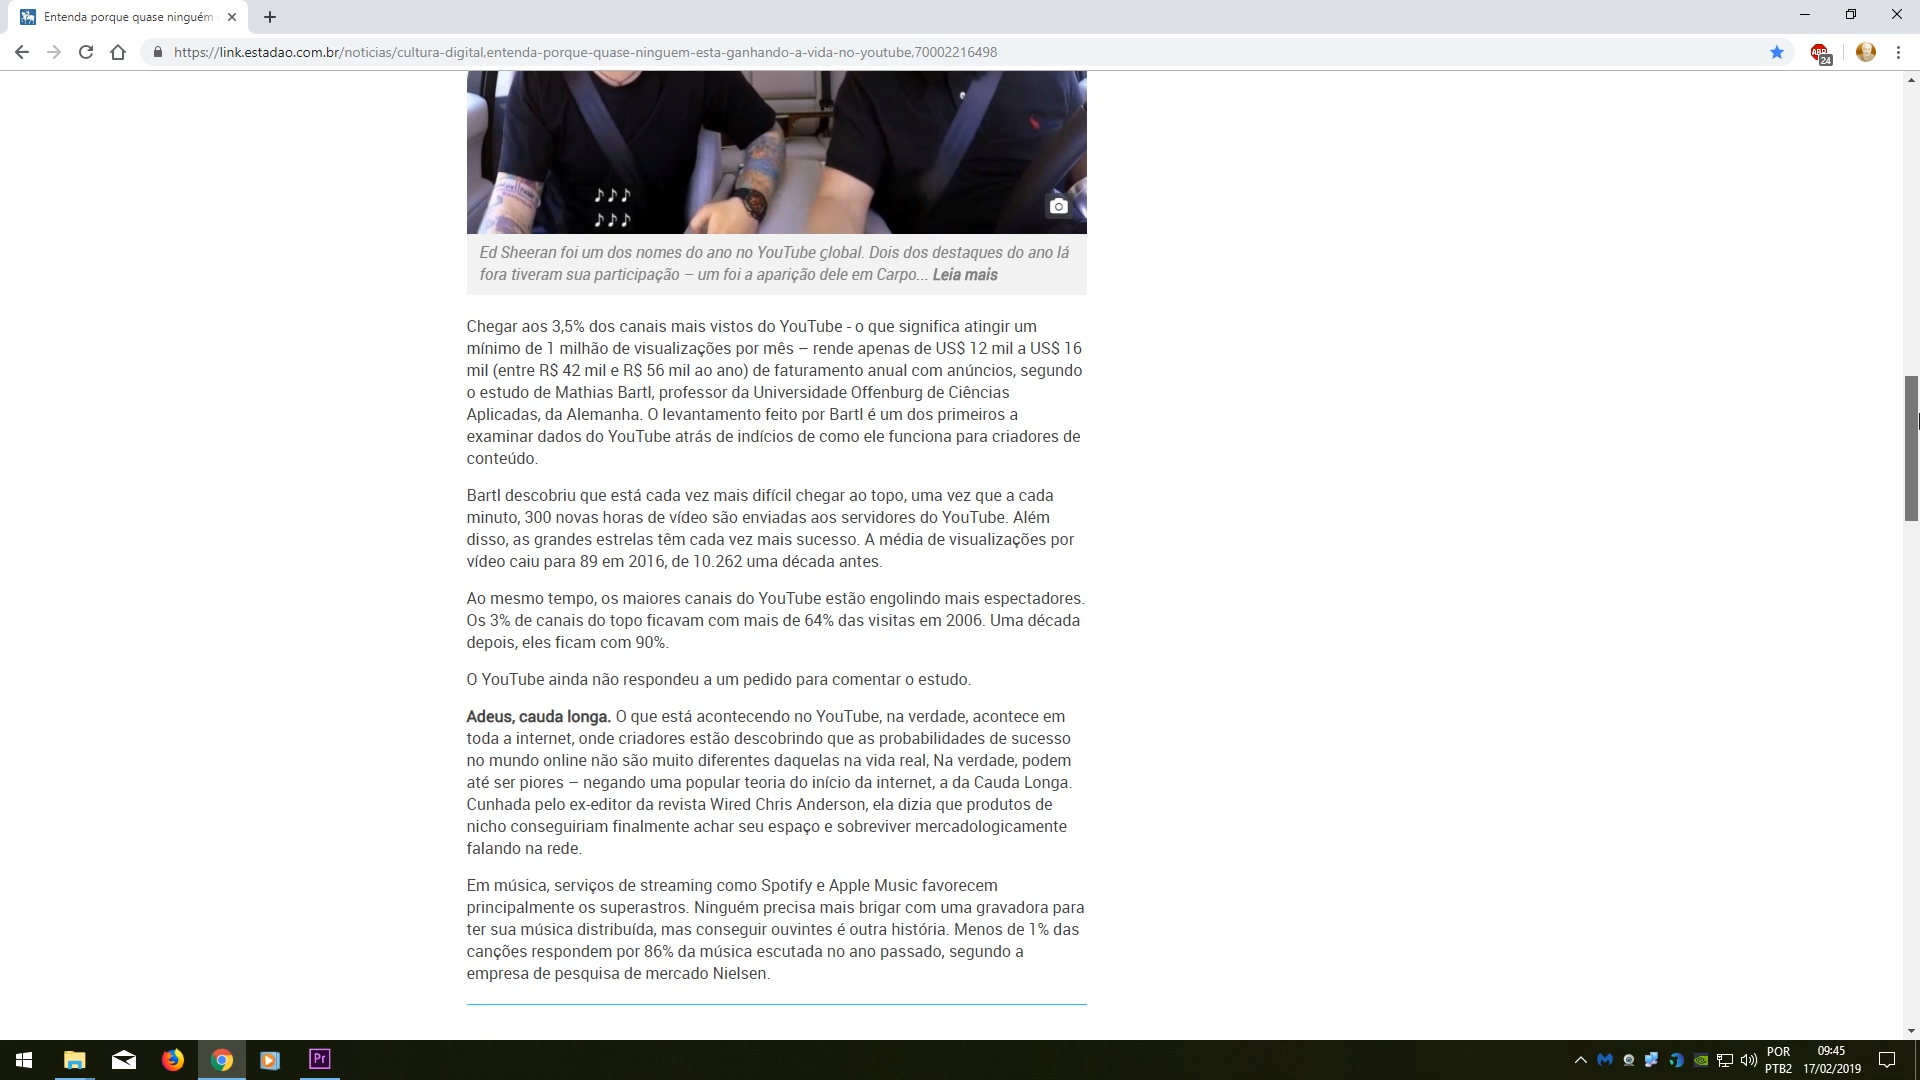 Entenda porque quase ninguém
https://link.estadao.com.br/noticias/cultura-digital,entenda-porque-quase-ninguem-esta-ganhando-a-vida-no-youtube,70002216498
ABP
24
Ed Sheeran foi um dos nomes do ano no YouTube global. Dois dos destaques do ano lá
fora tiveram sua participação – um foi a aparição dele em Carpo... Leia mais
Chegar aos 3,5% dos canais mais vistos do YouTube - o que significa atingir um
mínimo de 1 milhão de visualizações por mês – rende apenas de US$ 12 mil a US$ 16
mil (entre R$ 42 mil e R$ 56 mil ao ano) de faturamento anual com anúncios, segundo
o estudo de Mathias Bartl, professor da Universidade Offenburg de Ciências
Aplicadas, da Alemanha. O levantamento feito por Bartl é um dos primeiros a
examinar dados do YouTube atrás de indícios de como ele funciona para criadores de
conteúdo.
Bartl descobriu que está cada vez mais difícil chegar ao topo, uma vez que a cada
minuto, 300 novas horas de vídeo são enviadas aos servidores do YouTube. Além
disso, as grandes estrelas têm cada vez mais sucesso. A média de visualizações por
vídeo caiu para 89 em 2016, de 10.262 uma década antes.
Ao mesmo tempo, os maiores canais do YouTube estão engolindo mais espectadores.
Os 3% de canais do topo ficavam com mais de 64% das visitas em 2006. Uma década
depois, eles ficam com 90%.
O YouTube ainda não respondeu a um pedido para comentar o estudo.
Adeus, cauda longa. O que está acontecendo no YouTube, na verdade, acontece em
toda a internet, onde criadores estão descobrindo que as probabilidades de sucesso
no mundo online não são muito diferentes daquelas na vida real, Na verdade, podem
até ser piores – negando uma popular teoria do início da internet, a da Cauda Longa.
Cunhada pelo ex-editor da revista Wired Chris Anderson, ela dizia que produtos de
nicho conseguiriam finalmente achar seu espaço e sobreviver mercadologicamente
falando na rede.
Em música, serviços de streaming como Spotify e Apple Music favorecem
principalmente os superastros. Ninguém precisa mais brigar com uma gravadora para
ter sua música distribuída, mas conseguir ouvintes é outra história. Menos de 1% das
canções respondem por 86% da música escutada no ano passado, segundo a
empresa de pesquisa de mercado Nielsen.
Pr
POR
PTB2
09:45
17/02/2019